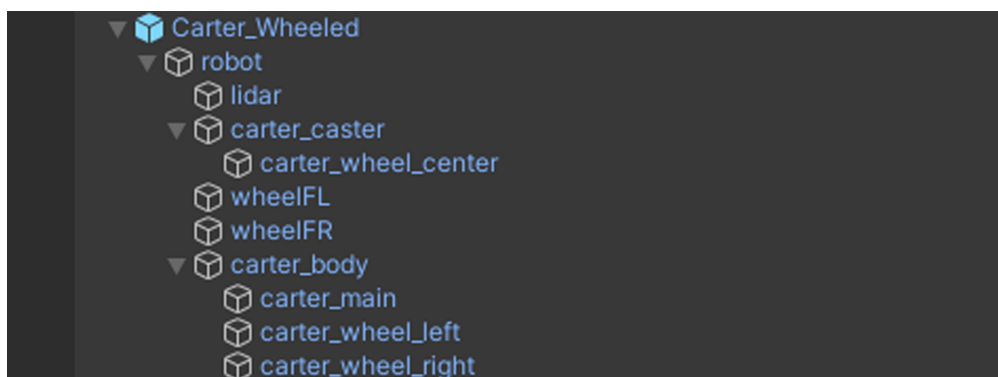 Carter_Wheeled
robot
lidar
carter_caster
carter_wheel_center
wheelFL
wheelFR
carter_body
carter_main
carter_wheel_left
carter_wheel_right